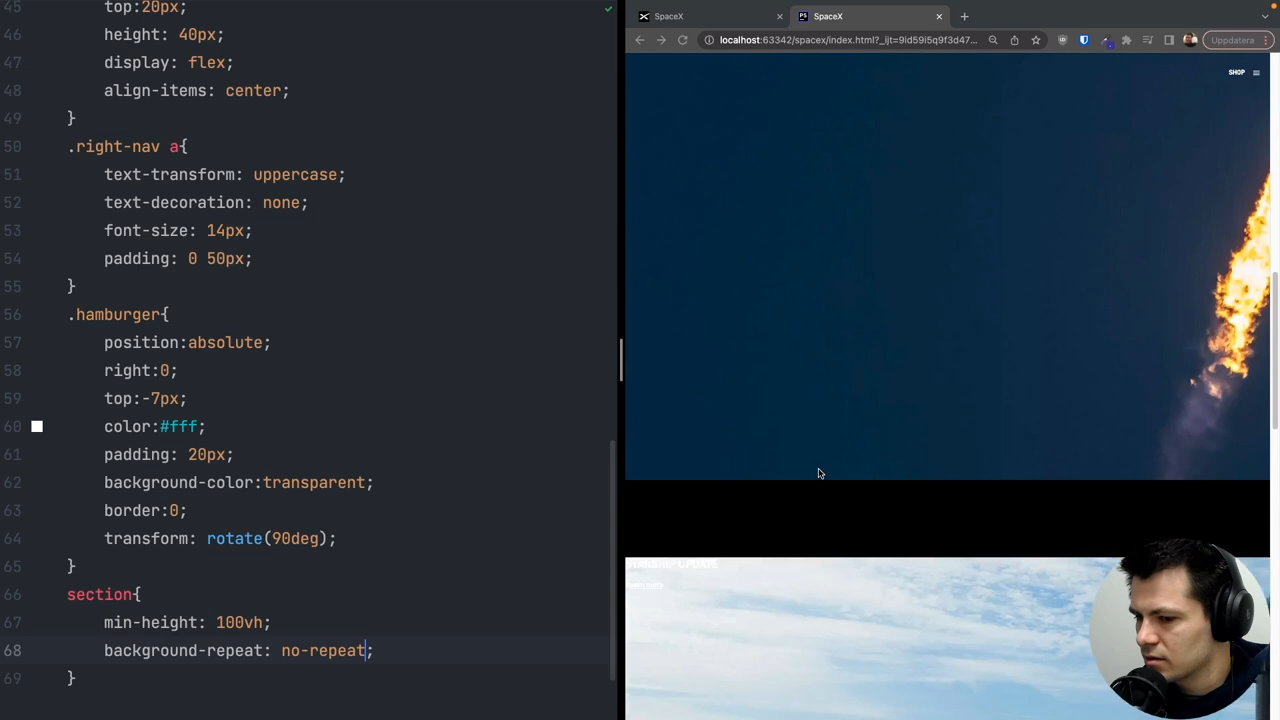 45 top:20px;
46 height: 40px;
47 display: flex;
48 align-items: center;
49 }
50 .right-nav a{
51 text-transform: uppercase;
52 text-decoration: none;
53 font-size: 14px;
54 padding: 0 50px;
55 }
56 .hamburger{
57 position:absolute;
58 right:0;
59 top:-7px;
60 color:#fff;
61 padding: 20px;
62 background-color:transparent;
63 border:0;
64 transform: rotate(90deg);
65 }
66 section{
67 min-height: 100vh;
68 background-repeat: no-repeat;
69 }
SpaceX
PS SpaceX
localhost:63342/spacex/index.html?_ijt=9id59i5q9f3d47...
Uppdatera
SHOP
UPDATE